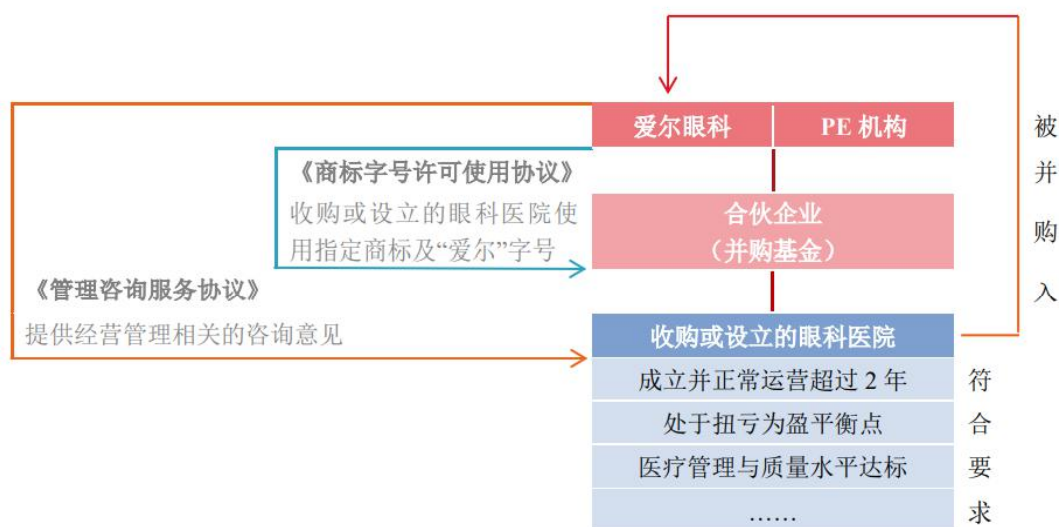 爱尔眼科
PE 机构
《商标字号许可使用协议》
收购或设立的眼科医院使
用指定商标及“爱尔”字号
合伙企业
（并购基金）
《管理咨询服务协议》
提供经营管理相关的咨询意见
收购或设立的眼科医院
成立并正常运营超过 2 年
处于扭亏为盈平衡点
医疗管理与质量水平达标
……
被
并
购
入
符
合
要
求